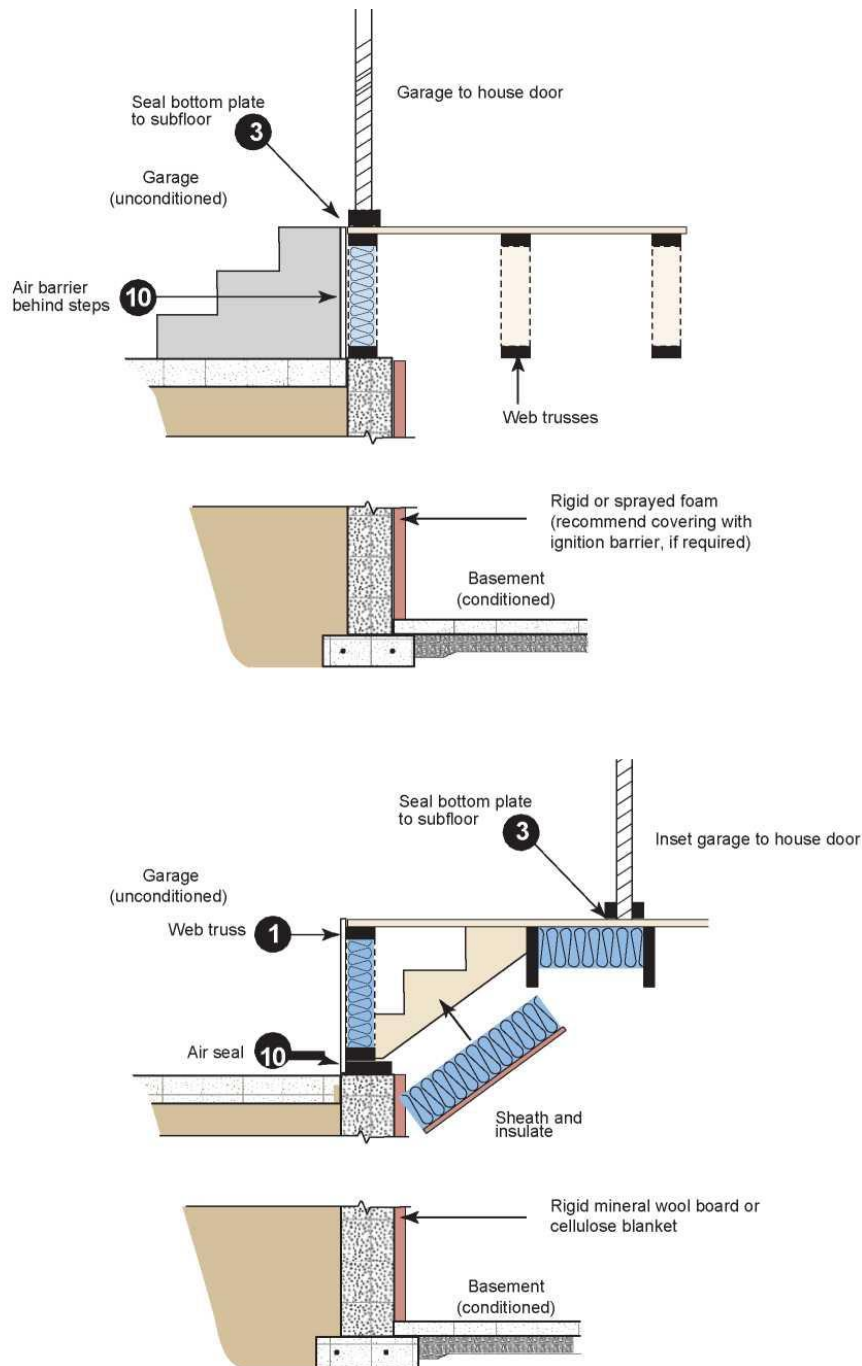 Garage to house door
Seal bottom plate
to subfloor
3
Garage
(unconditioned)
Air barrier
behind steps
10
Web trusses
Rigid or sprayed foam
(recommend covering with
ignition barrier, if required)
Basement
(conditioned)
Seal bottom plate
to subfloor
3
Inset garage to house door
Garage
(unconditioned)
Web truss
1
Air seal
10
Sheath and
insulate
Rigid mineral wool board or
cellulose blanket
Basement
(conditioned)